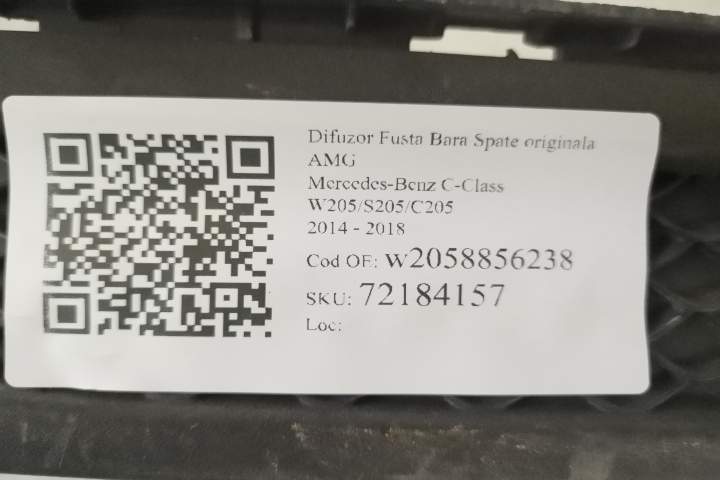 Difuzor Fusta Bara Spate originala
AMG
Mercedes-Benz C-Class
W205/S205/C205
2014 - 2018
Cod OE: W2058856238
SKU: 72184157
Loc: